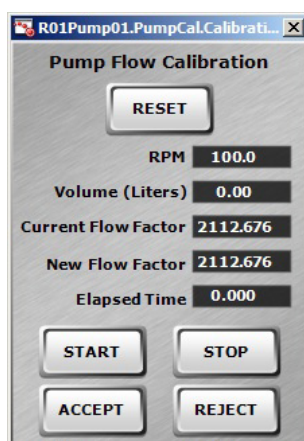 R01Pump01.PumpCal.Calibrati...
Pump Flow Calibration
RESET
RPM 100.0
Volume (Liters) 0.00
Current Flow Factor 2112.676
New Flow Factor 2112.676
Elapsed Time 0.000
START STOP
ACCEPT REJECT